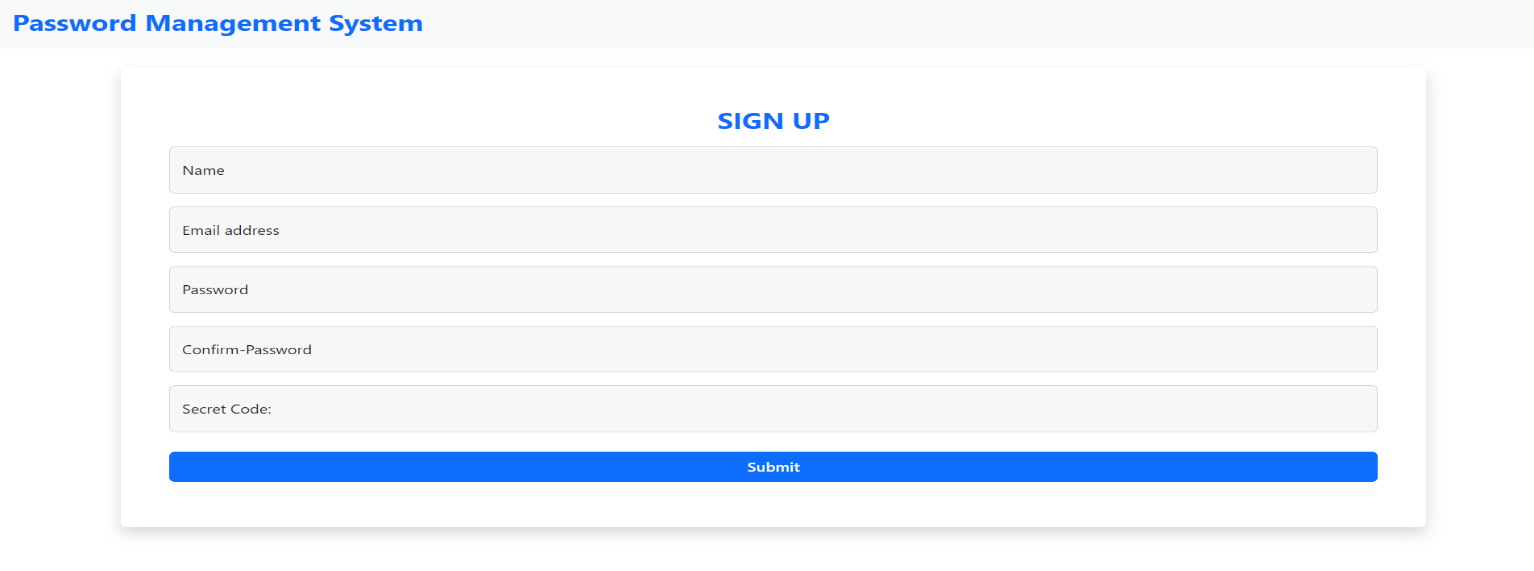 Password Management System
SIGN UP
Name
Email address
Password
Confirm-Password
Secret Code:
Submit